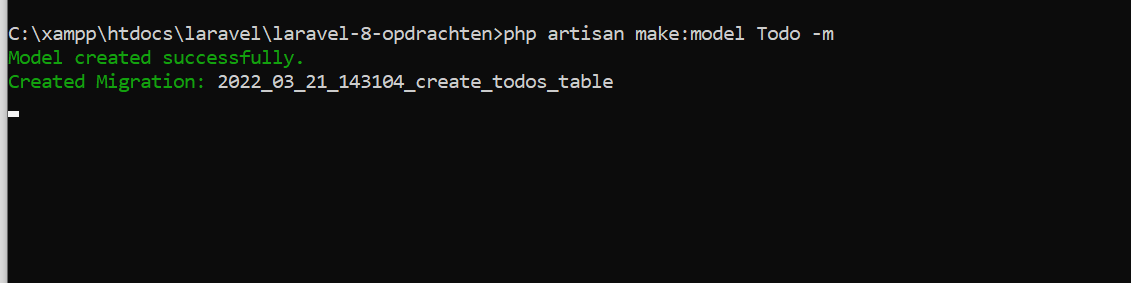 C:\xampp\htdocs\laravel\laravel-8-opdrachten>php artisan make:model Todo -m
Model created successfully.
Created Migration: 2022_03_21_143104_create_todos_table